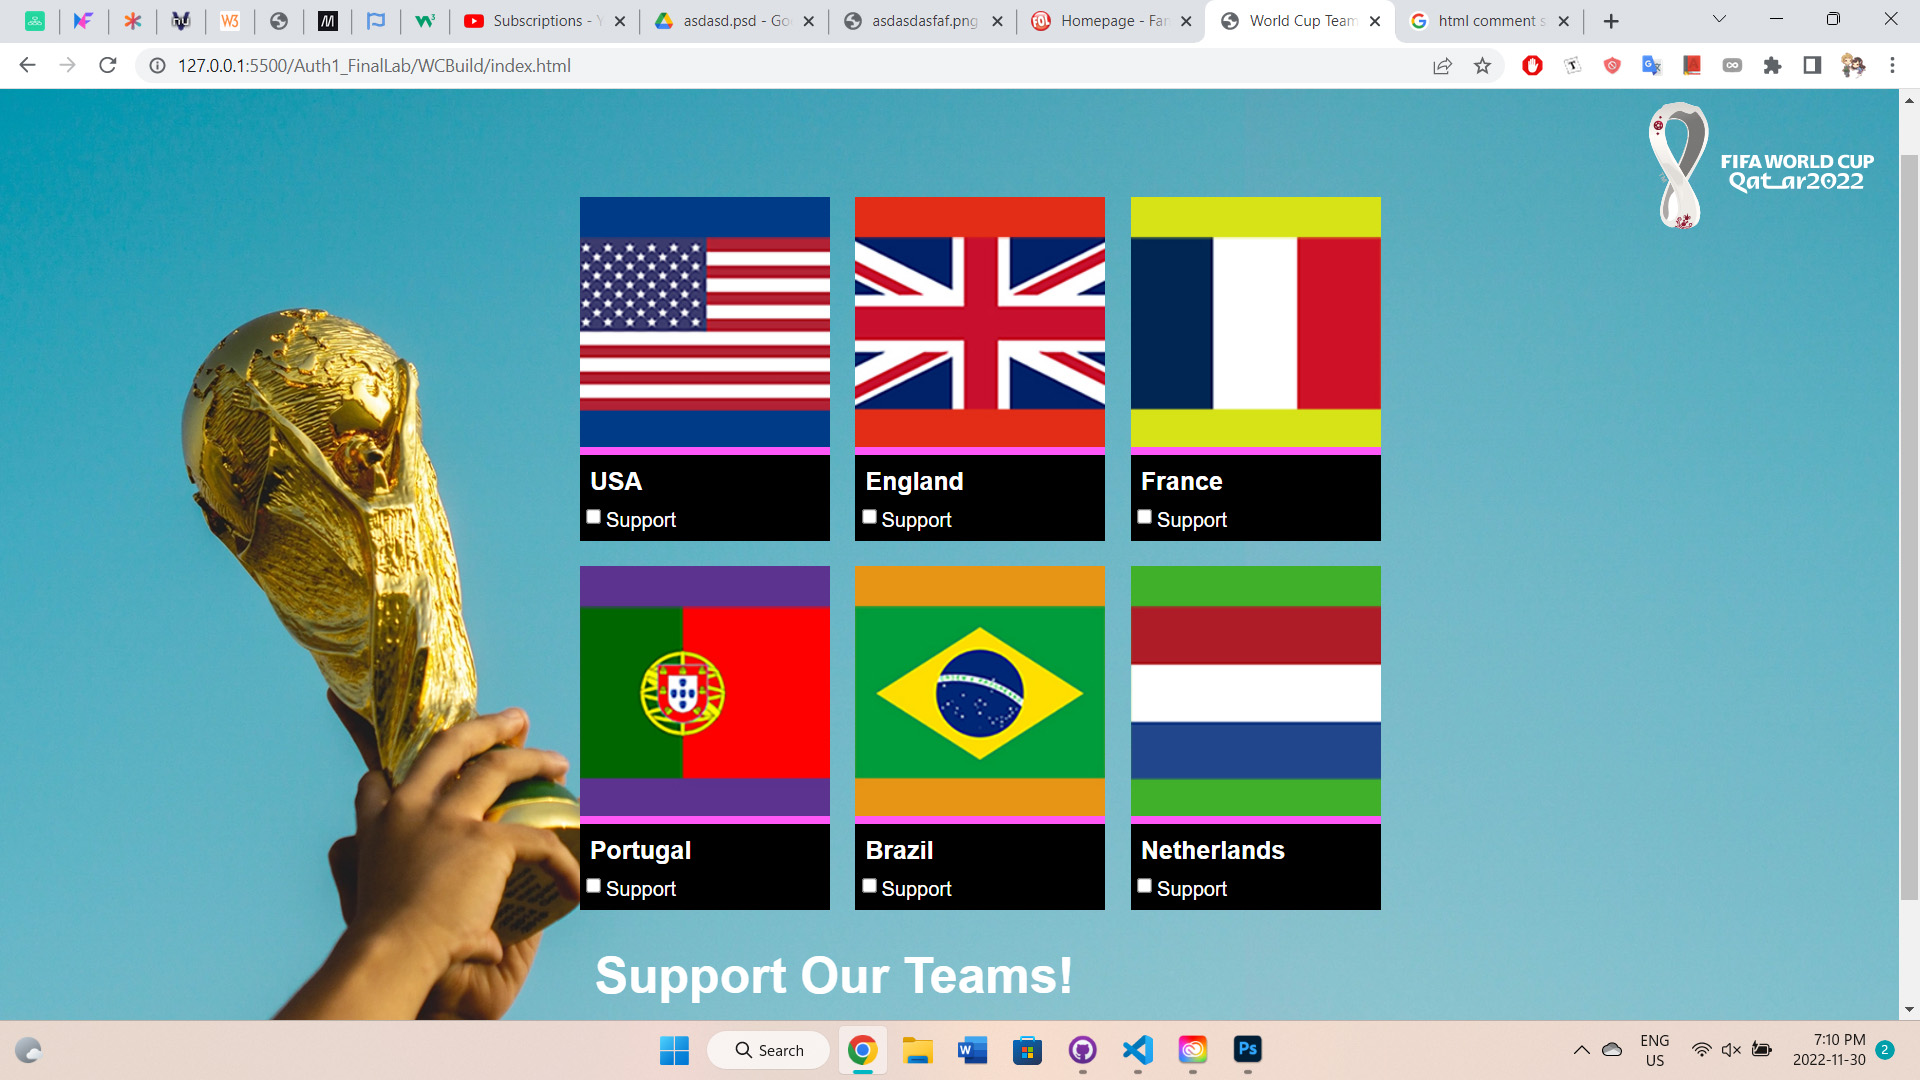 Subscriptions - Y
asdasd.psd - Go
asdasdasfaf.png
Homepage - Fan
World Cup Team
html comment s
127.0.0.1:5500/Auth1_FinalLab/WCBuild/index.html
FIFA WORLD CUP
Qatar2022
USA
Support
England
Support
France
Support
Portugal
Support
Brazil
Support
Netherlands
Support
Support Our Teams!
Search
ENG
US
7:10 PM
2022-11-30
2